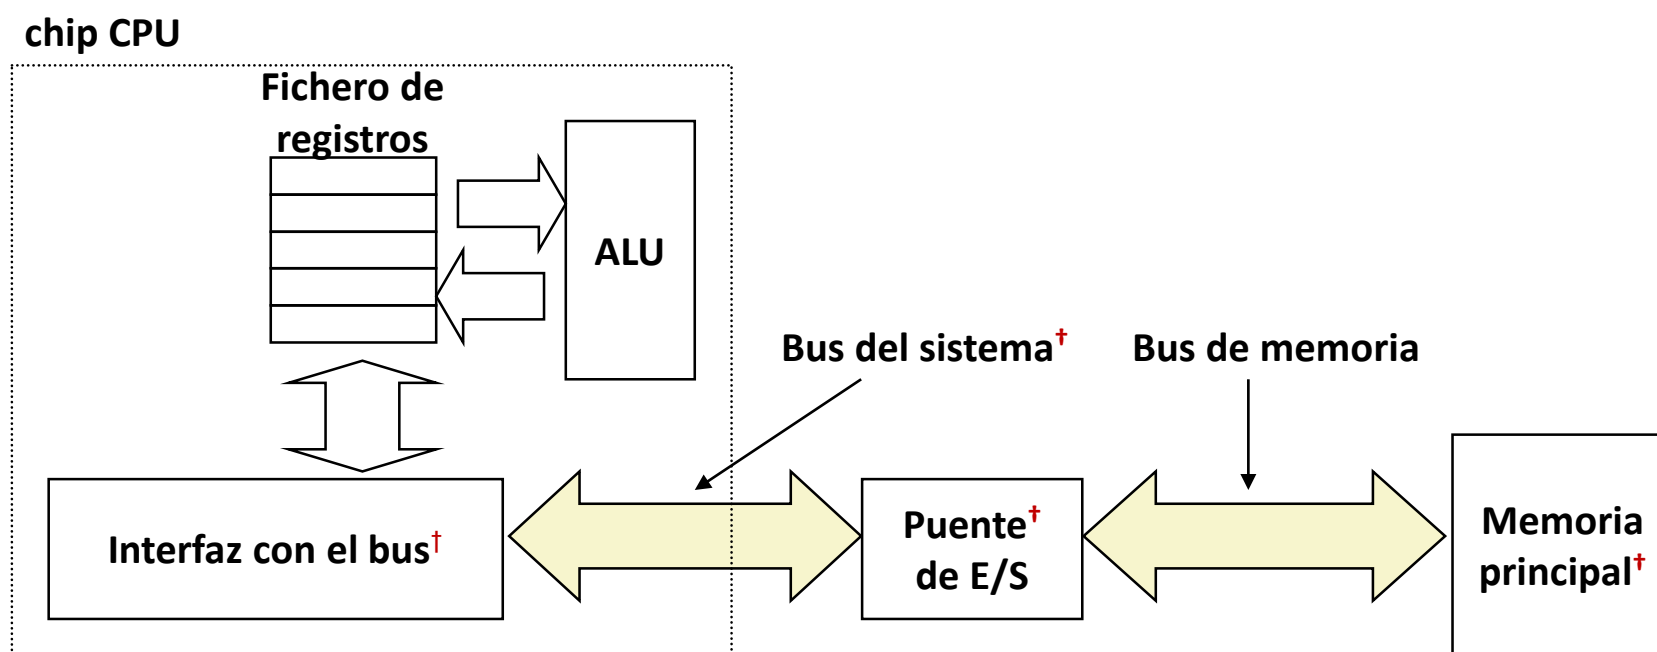 chip CPU
Fichero de
registros
ALU
Bus del sistema†
Bus de memoria
Interfaz con el bus†
Puente†
de E/S
Memoria
principal†